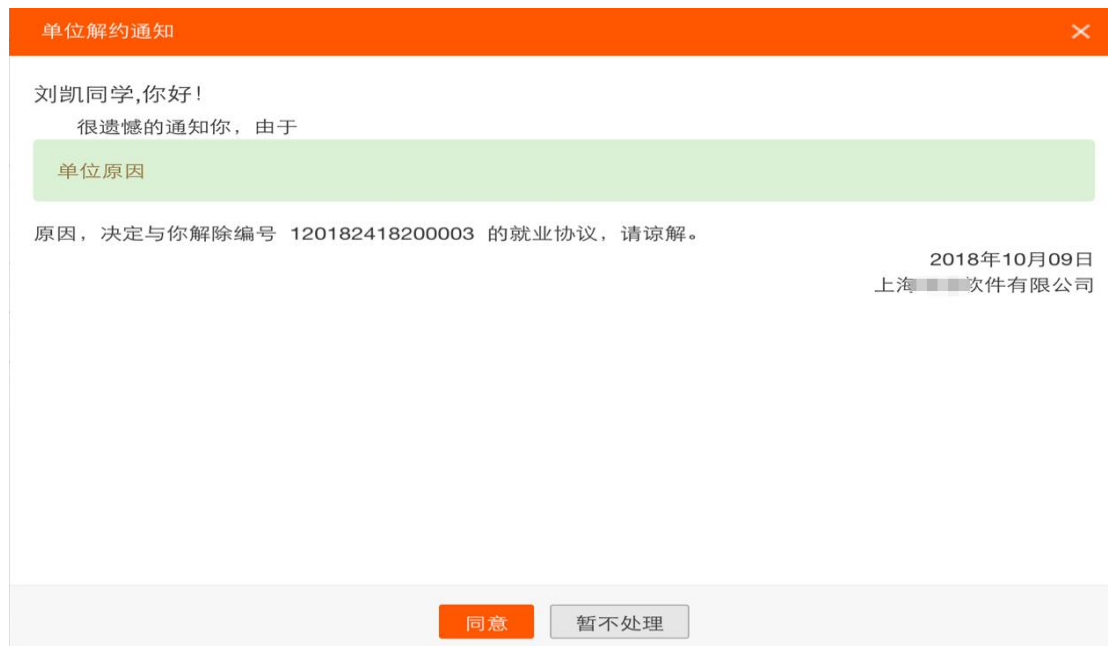 单位解约通知
刘凯同学,你好!
很遗憾的通知你，由于
单位原因
原因，决定与你解除编号 120182418200003 的就业协议，请谅解。
2018年10月09日
上海 软件有限公司
同意
暂不处理